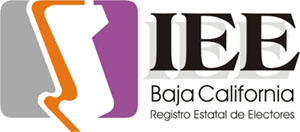 IEE
Baja California
Registro Estatal de Electores